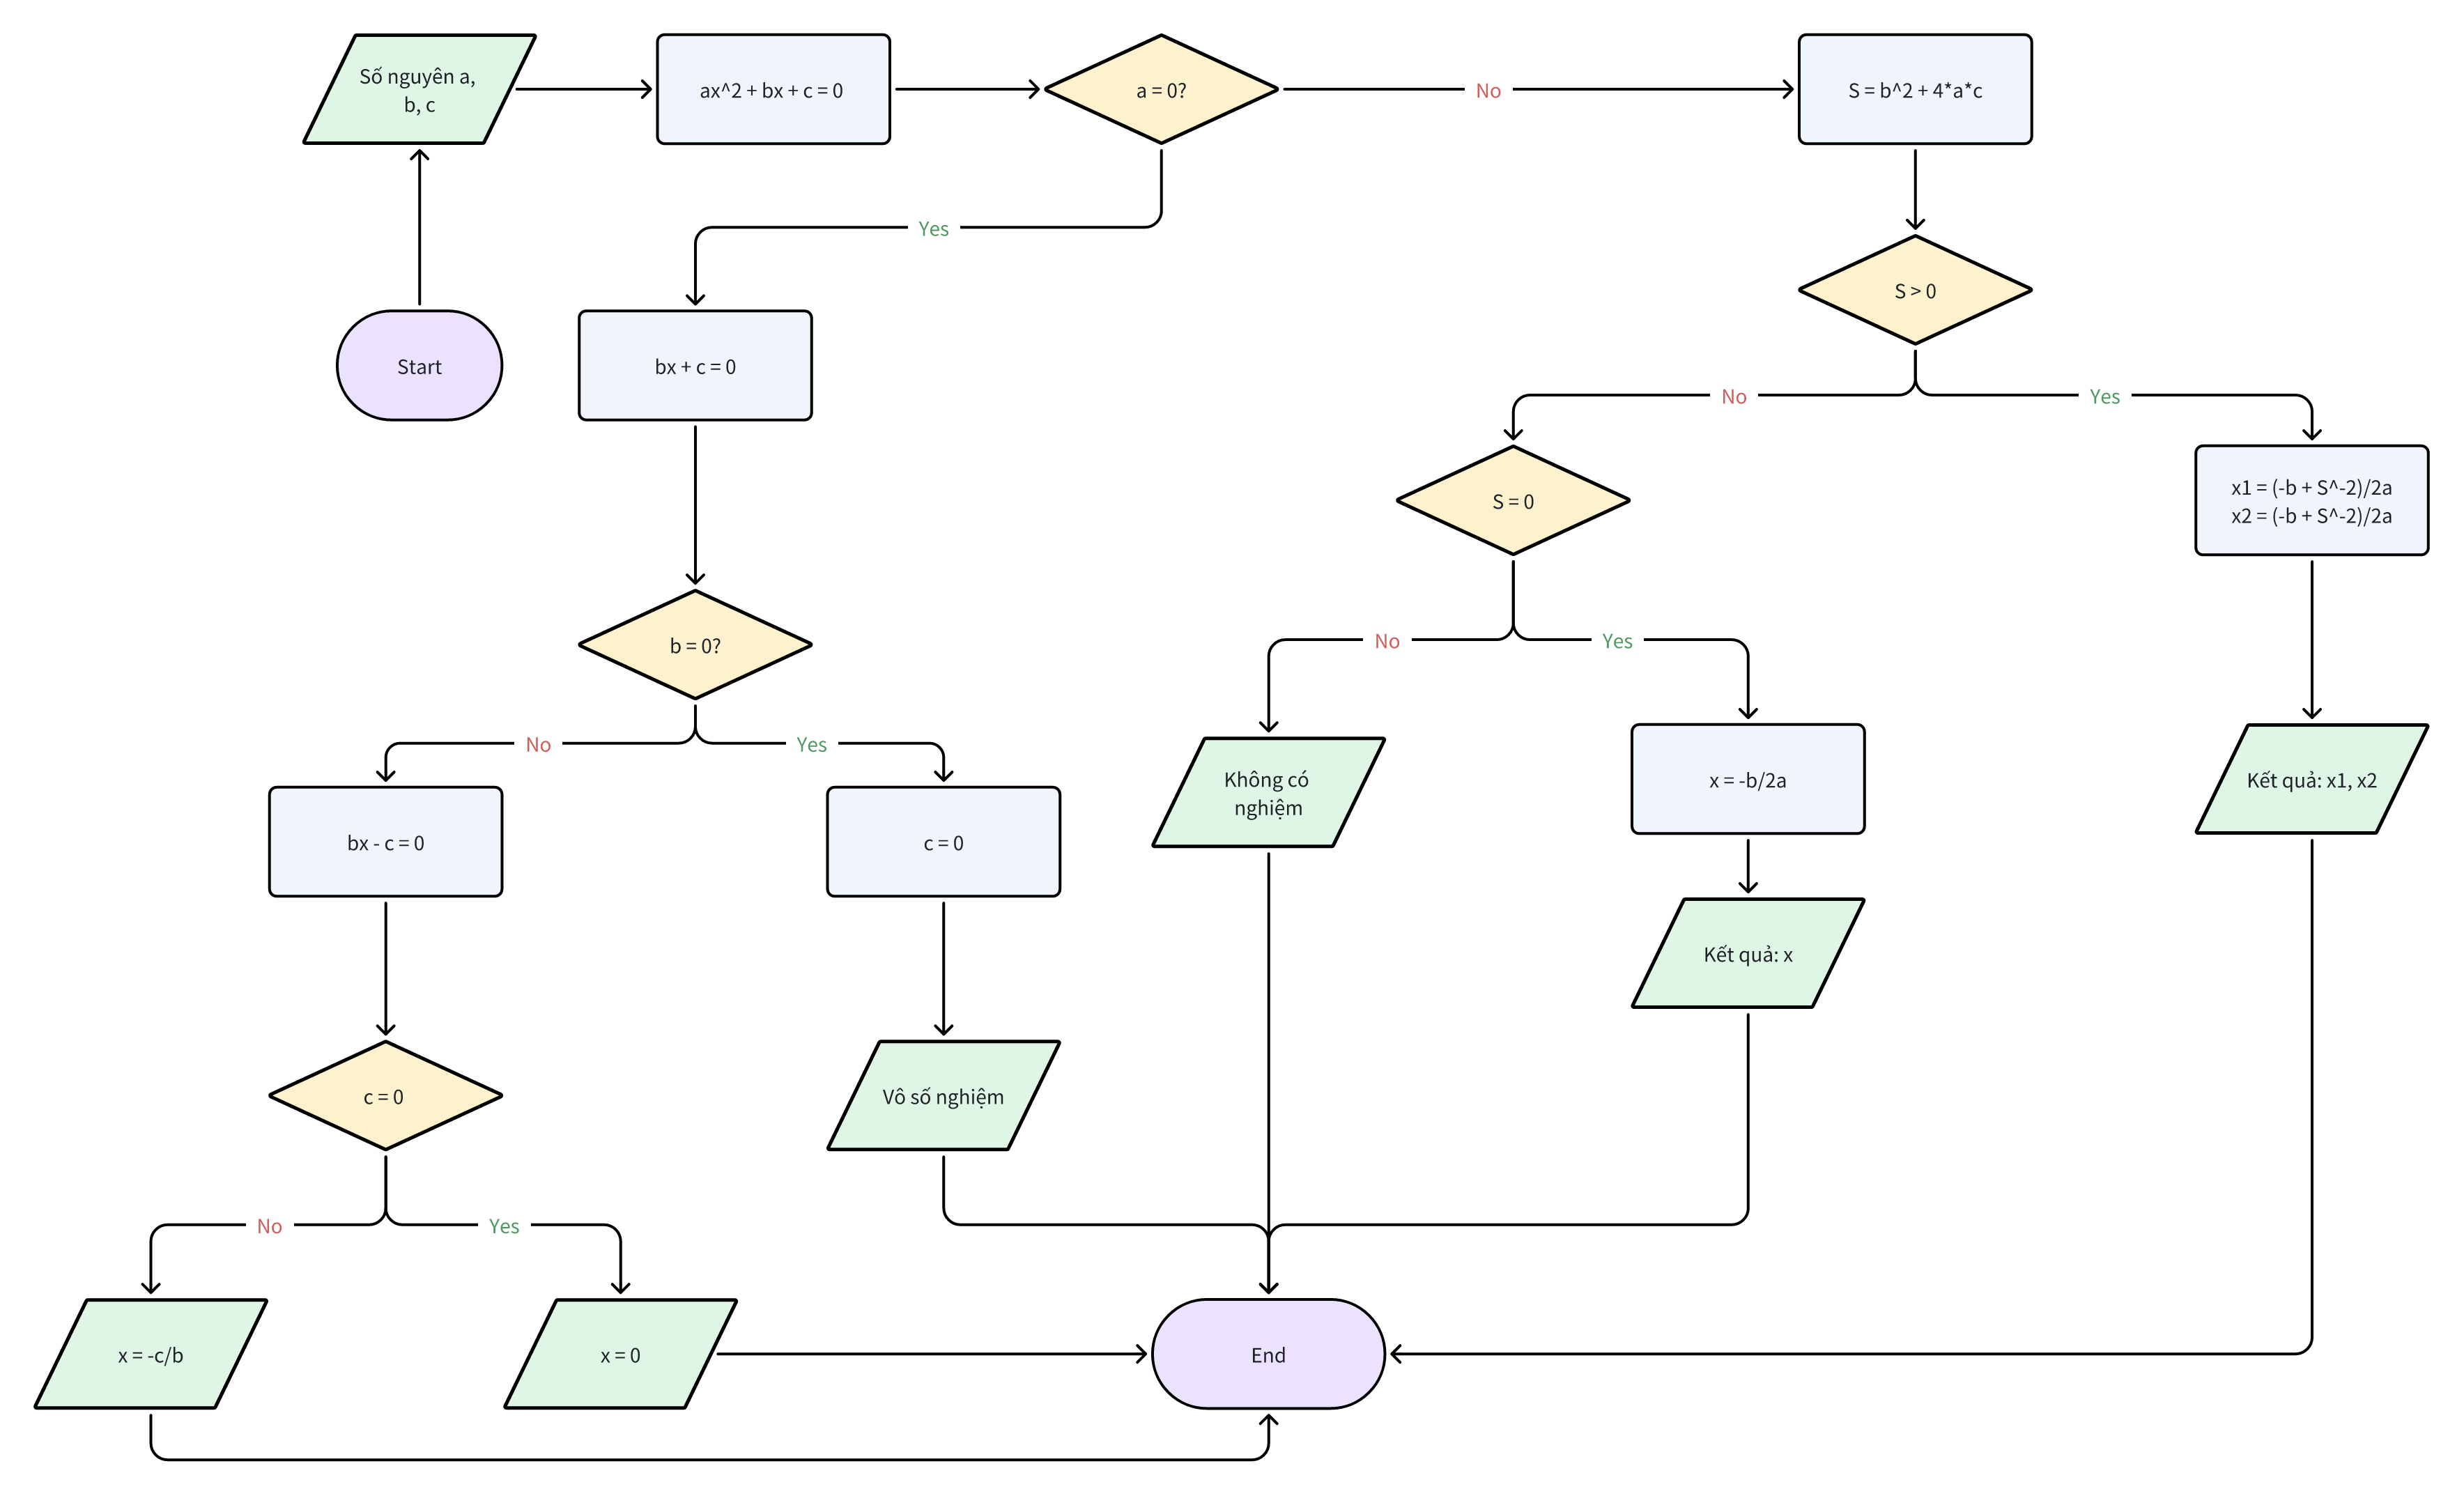 Số nguyên a,
b, c
ax^2 + bx + c = 0
a = 0?
No
S = b^2 + 4*a*c
Yes
S > 0
Start
bx + c = 0
No
Yes
S = 0
x1 = (-b + S^-2)/2a
x2 = (-b + S^-2)/2a
b = 0?
No
Yes
No
Yes
Không có
nghiệm
x = -b/2a
Kết quả: x1, x2
bx - c = 0
c = 0
Kết quả: x
c = 0
Vô số nghiệm
No
Yes
x = -c/b
x = 0
End